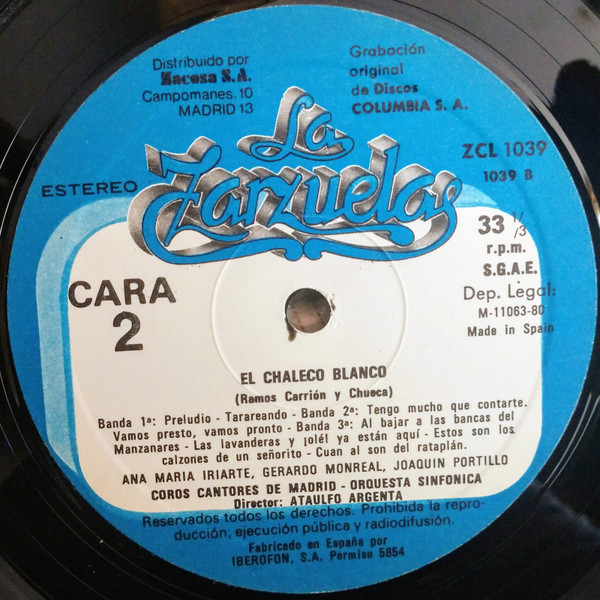 Distribuido por
Zacosa S.A.
Campomanes, 10
MADRID 13
Grabación
original
de Discos
COLUMBIA S. A.
La
Zarzuela
ESTEREO
ZCL 1039
1039 B
33 1/3
r.p.m.
S.G.A.E.
Dep. Légal:
M-11063-80
Made in Spain
CARA
2
EL CHALECO BLANCO
(Ramos Carrión y Chueca)
Banda 1ª: Preludio - Tarareando - Banda 2ª: Tengo mucho que contarte.
Vamos presto, vamos pronto - Banda 3ª: Al bajar a las bancas del
Manzanares - Las lavanderas y ¡olé! ya están aquí - Estos son los
calzones de un señorito - Cuan al son del rataplán.
ANA MARIA IRIARTE, GERARDO MONREAL, JOAQUIN PORTILLO
COROS CANTORES DE MADRID - ORQUESTA SINFONICA
Director: ATAULFO ARGENTA
Reservados todos los derechos. Prohibida la repro-
ducción, ejecución pública y radiodifusión.
Fabricado en España por
IBEROFON, S.A. Permiso 5854